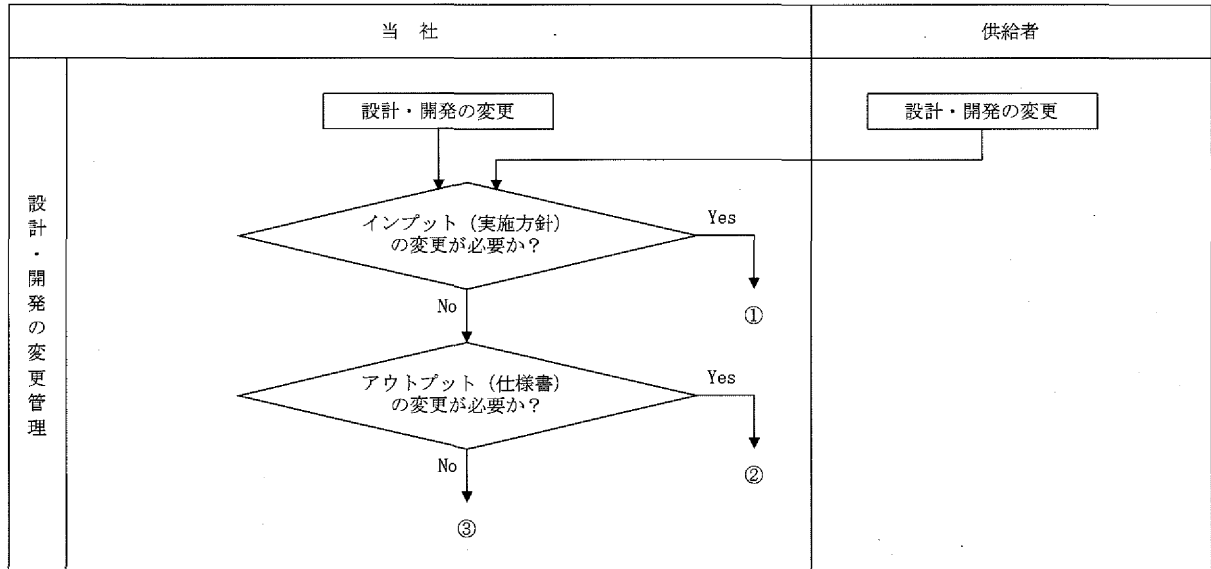 当 社
供給者
設計・開発の変更管理
設計・開発の変更
設計・開発の変更
インプット（実施方針）
の変更が必要か？
Yes
①
No
アウトプット（仕様書）
の変更が必要か？
Yes
②
No
③